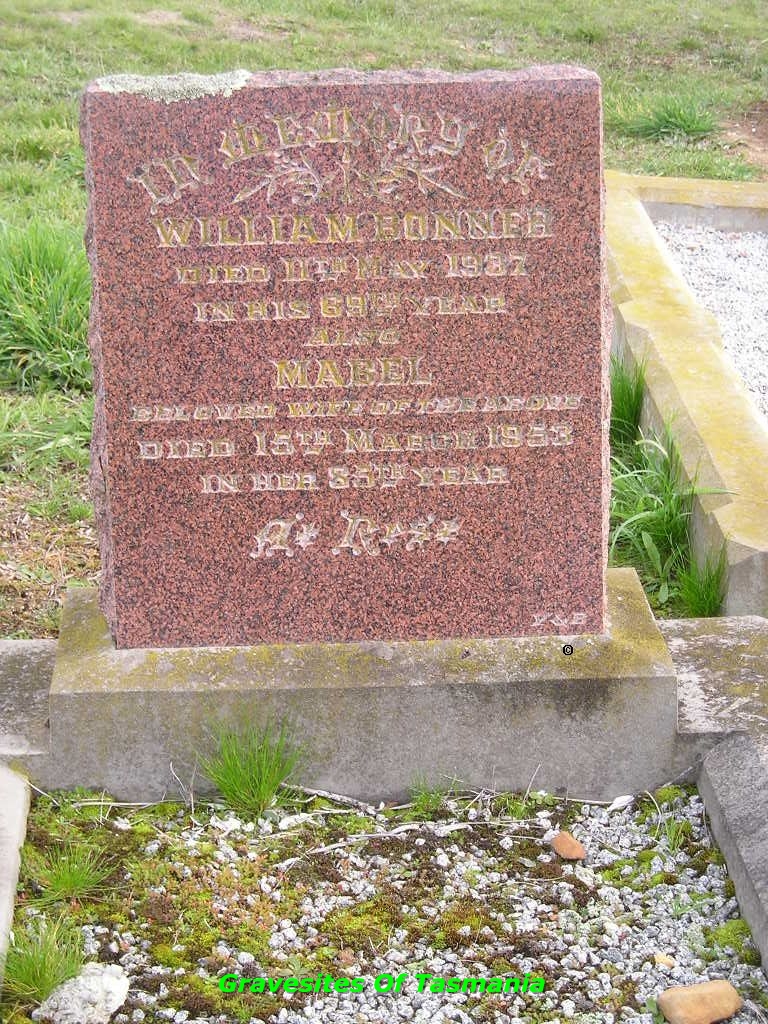 In Memory of
WILLIAM BONNER
DIED 11TH MAY 1937
IN HIS 69TH YEAR
ALSO
MABEL
BELOVED WIFE OF THE ABOVE
DIED 15TH MARCH 1953
IN HER 85TH YEAR
At Rest
V&B
©
Gravesites Of Tasmania